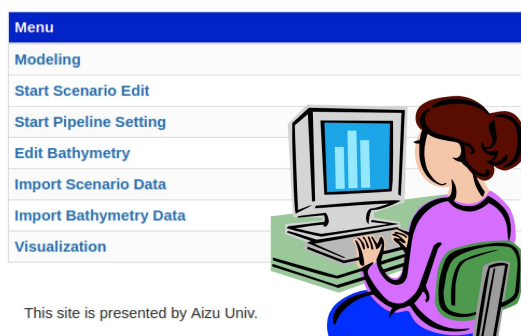 Menu
Modeling
Start Scenario Edit
Start Pipeline Setting
Edit Bathymetry
Import Scenario Data
Import Bathymetry Data
Visualization
This site is presented by Aizu Univ.